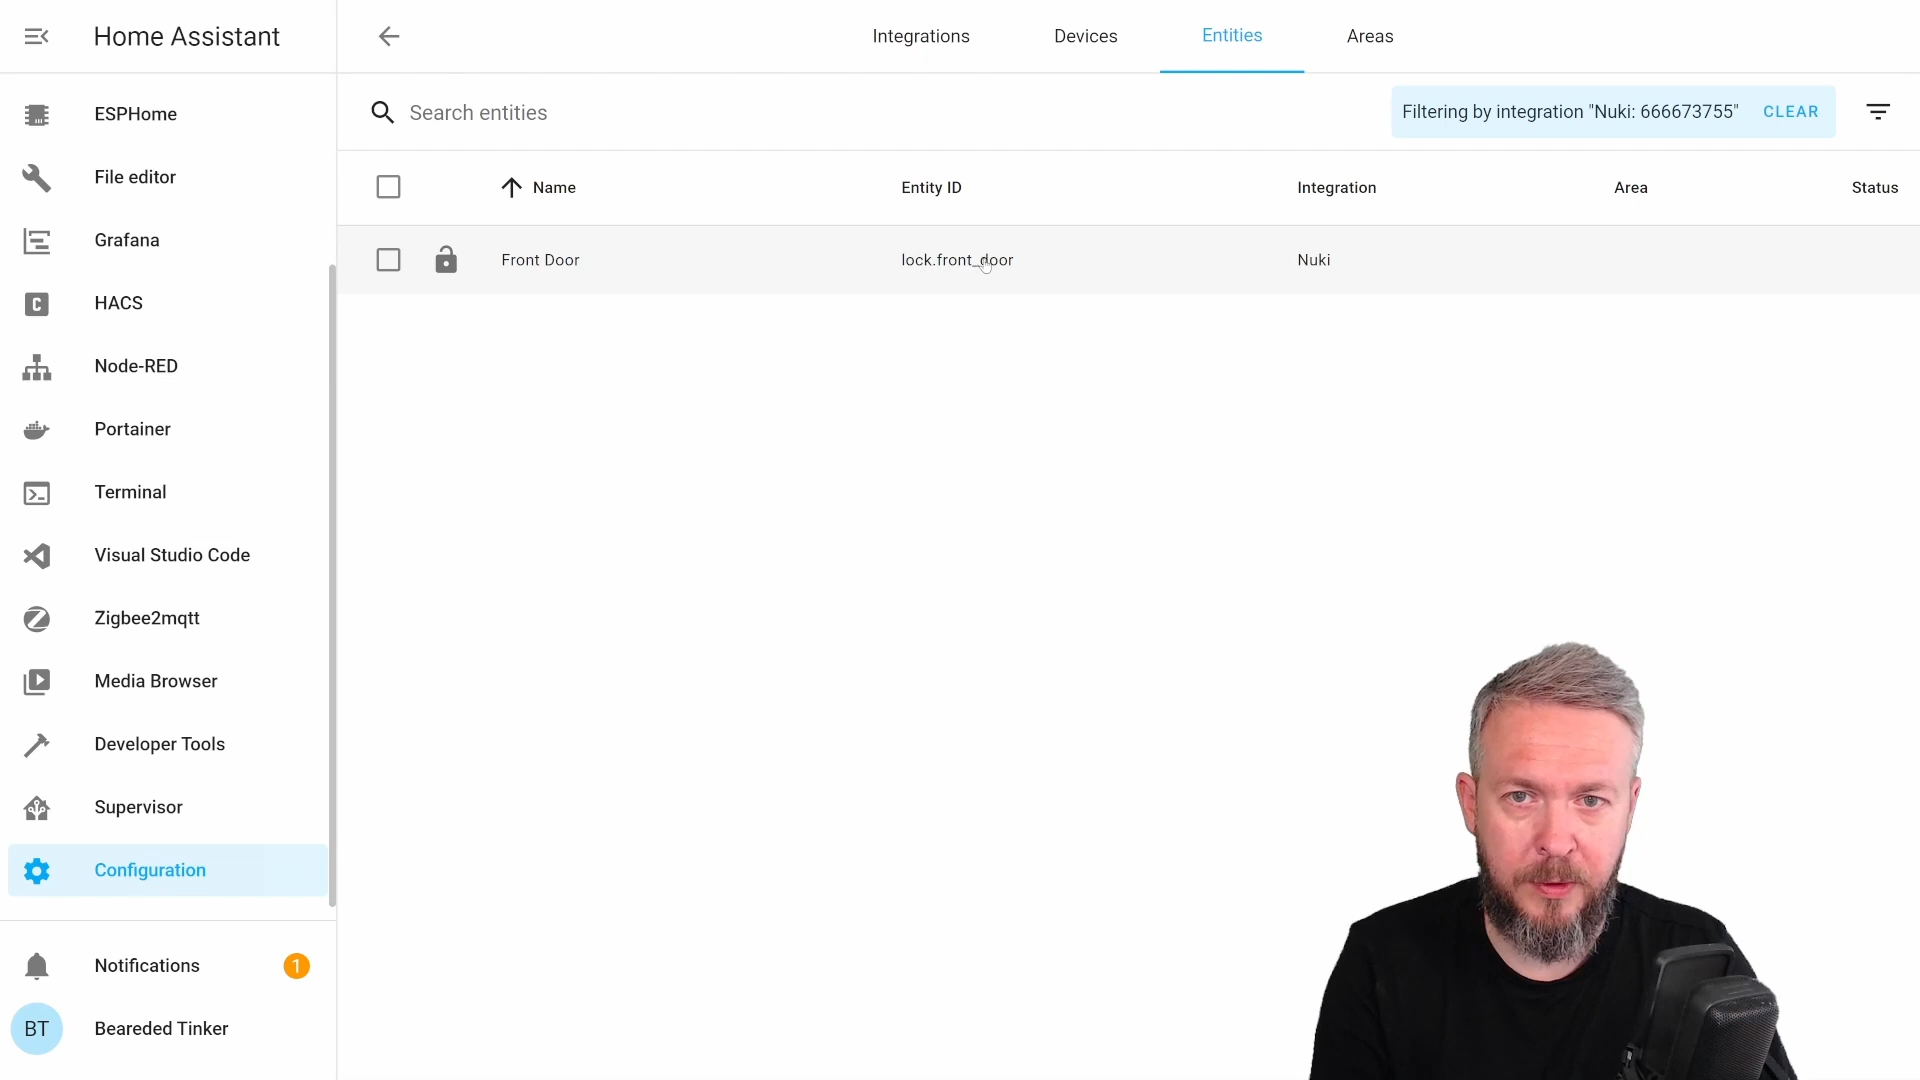 Home Assistant
Integrations
Devices
Entities
Areas
ESPHome
File editor
Grafana
HACS
Node-RED
Portainer
Terminal
Visual Studio Code
Zigbee2mqtt
Media Browser
Developer Tools
Supervisor
Configuration
Notifications
1
BT
Beareded Tinker
Search entities
Filtering by integration "Nuki: 666673755"
CLEAR
Name
Entity ID
Integration
Area
Status
Front Door
lock.front_door
Nuki